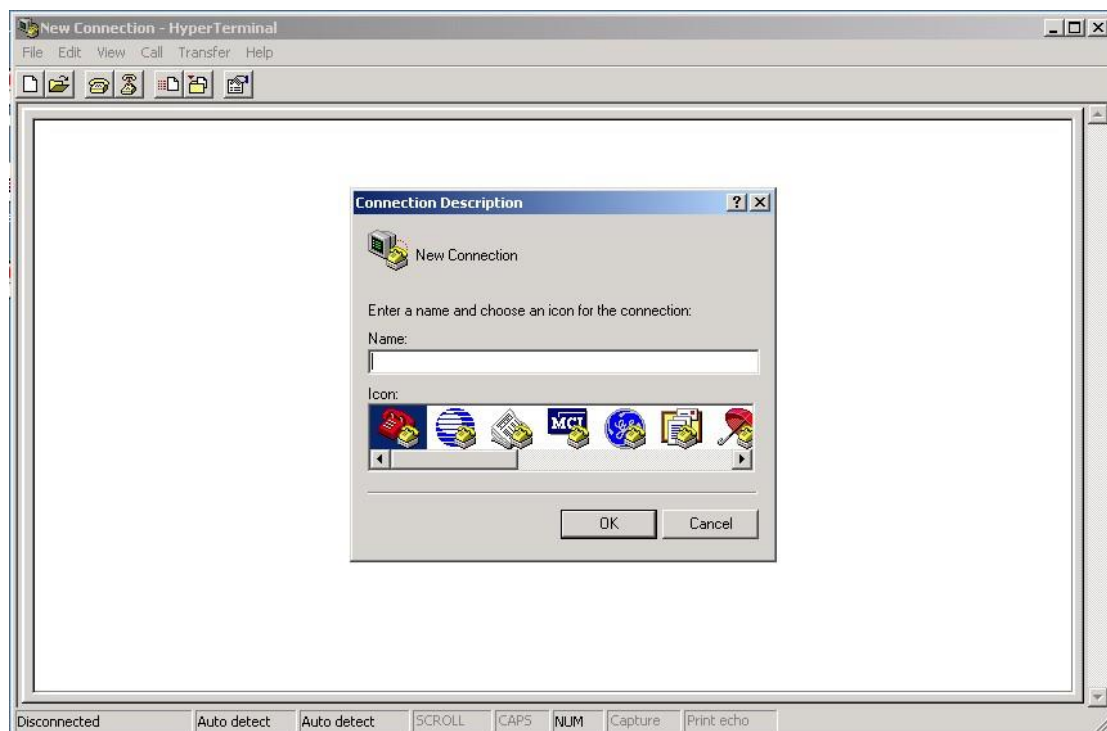 New Connection - HyperTerminal
File Edit View Call Transfer Help
Connection Description
New Connection
Enter a name and choose an icon for the connection:
Name:
Icon:
MCI
OK Cancel
Disconnected Auto detect Auto detect SCROLL CAPS NUM Capture Print echo